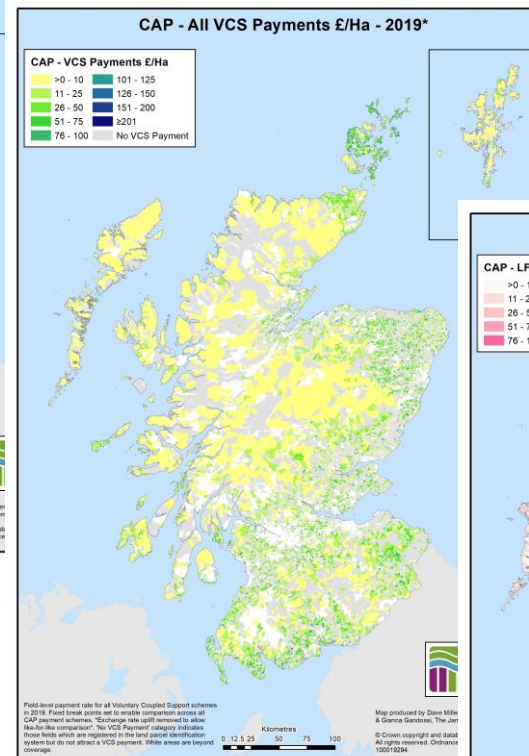 CAP - All VCS Payments £/Ha - 2019*
CAP - VCS Payments £/Ha
>0 - 10
101 - 125
11 - 25
126 - 150
26 - 50
151 - 200
51 - 75
≥201
76 - 100
No VCS Payment
CAP - LF
>0 - 1
11 - 2
26 - 5
51 - 7
76 - 1
Field-level payment rate for all Voluntary Coupled Support schemes
in 2019. Fixed break points set to enable comparison across all
CAP payment schemes. *Exchange rate uplift removed to allow
like-for-like comparison*. 'No VCS Payment' category indicates
those fields which are registered in the land parcel identification
system but do not attract a VCS payment. White areas are beyond
coverage.
Kilometres
0 12.5 25 50 75 100
Map produced by Dave Mille
& Gianna Gandossi, The Jan
© Crown copyright and datab
All rights reserved. Ordnance
100019294.